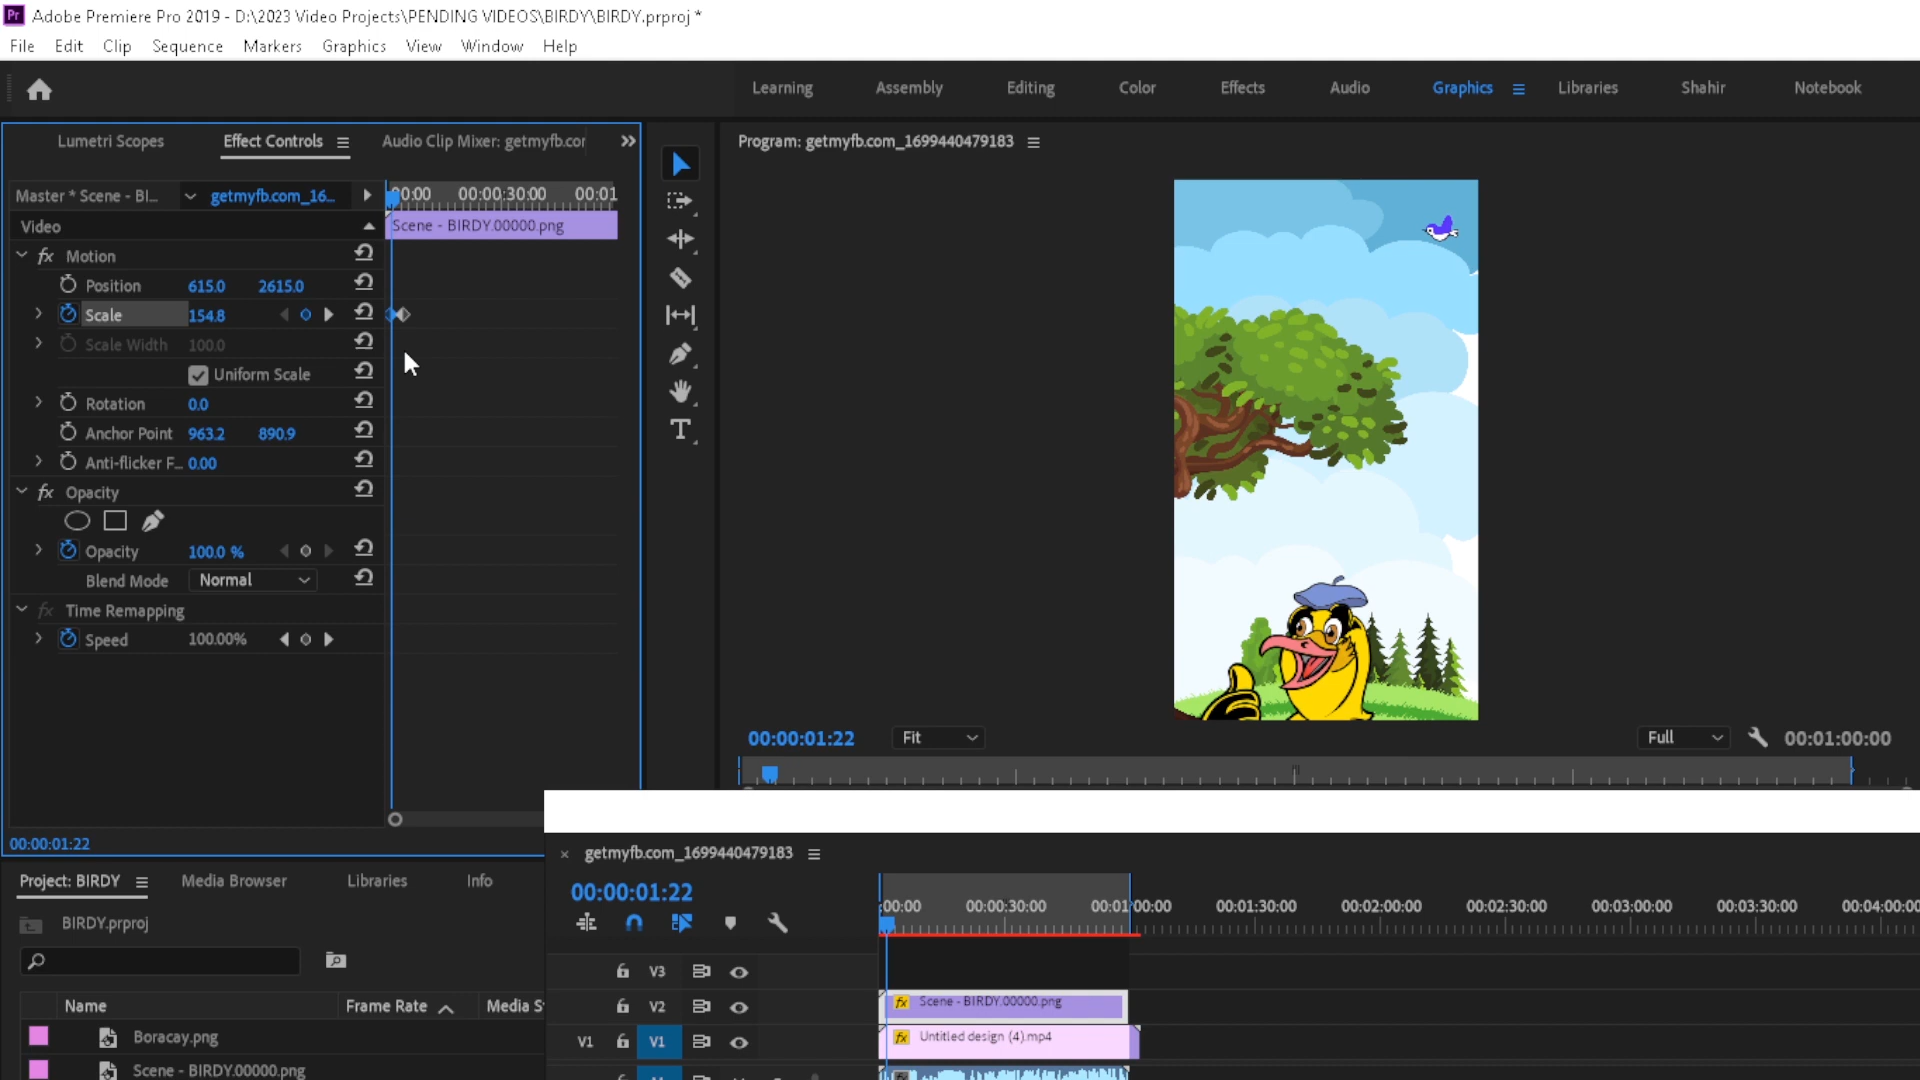 Pr Adobe Premiere Pro 2019 - D:\2023 Video Projects\PENDING VIDEOS\BIRDY\BIRDY.prproj *
File Edit Clip Sequence Markers Graphics View Window Help
Learning Assembly Editing Color Effects Audio Graphics Libraries Shahir Notebook
Lumetri Scopes Effect Controls Audio Clip Mixer: getmyfb.cor
Program: getmyfb.com_1699440479183
Master * Scene - BI... getmyfb.com_16... 00:00 00:00:30:00 00:01
Video Scene - BIRDY.00000.png
fx Motion
Position 615.0 2615.0
Scale 154.8
Scale Width 100.0
Uniform Scale
Rotation 0.0
Anchor Point 963.2 890.9
Anti-flicker F... 0.00
fx Opacity
Opacity 100.0 %
Blend Mode Normal
fx Time Remapping
Speed 100.00%
00:00:01:22 Fit Full 00:01:00:00
00:00:01:22
getmyfb.com_1699440479183
Project: BIRDY Media Browser Libraries Info
00:00:01:22
:00:00 00:00:30:00 00:01:00:00 00:01:30:00 00:02:00:00 00:02:30:00 00:03:00:00 00:03:30:00 00:04:00:00
BIRDY.prproj
V3
V2 fx Scene - BIRDY.00000.png
Name Frame Rate Media S
V1 V1 fx Untitled design (4).mp4
Boracay.png
Scene - BIRDY.00000.png